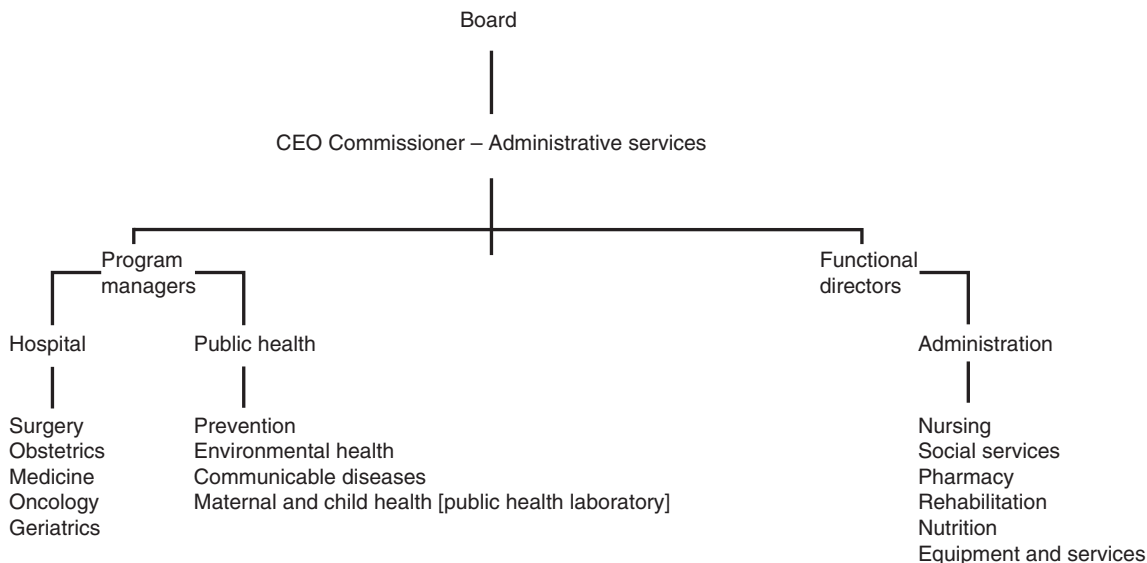 Board
CEO Commissioner – Administrative services
Program
managers
Functional
directors
Hospital
Public health
Administration
Surgery
Obstetrics
Medicine
Oncology
Geriatrics
Prevention
Environmental health
Communicable diseases
Maternal and child health [public health laboratory]
Nursing
Social services
Pharmacy
Rehabilitation
Nutrition
Equipment and services